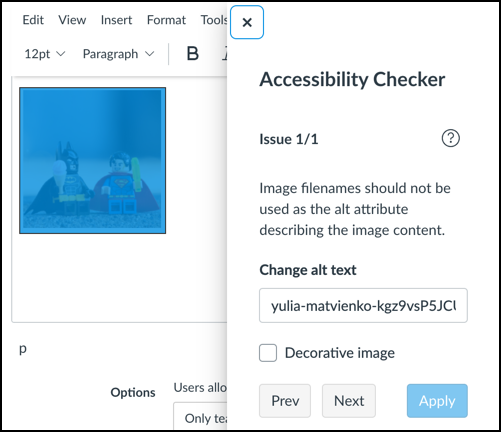 Edit View Insert Format Tools
12pt Paragraph B
Accessibility Checker
Issue 1/1
Image filenames should not be
used as the alt attribute
describing the image content.
Change alt text
yulia-matvienko-kgz9vsP5JCU
Decorative image
p
Options Users allo
Only tea
Prev Next Apply